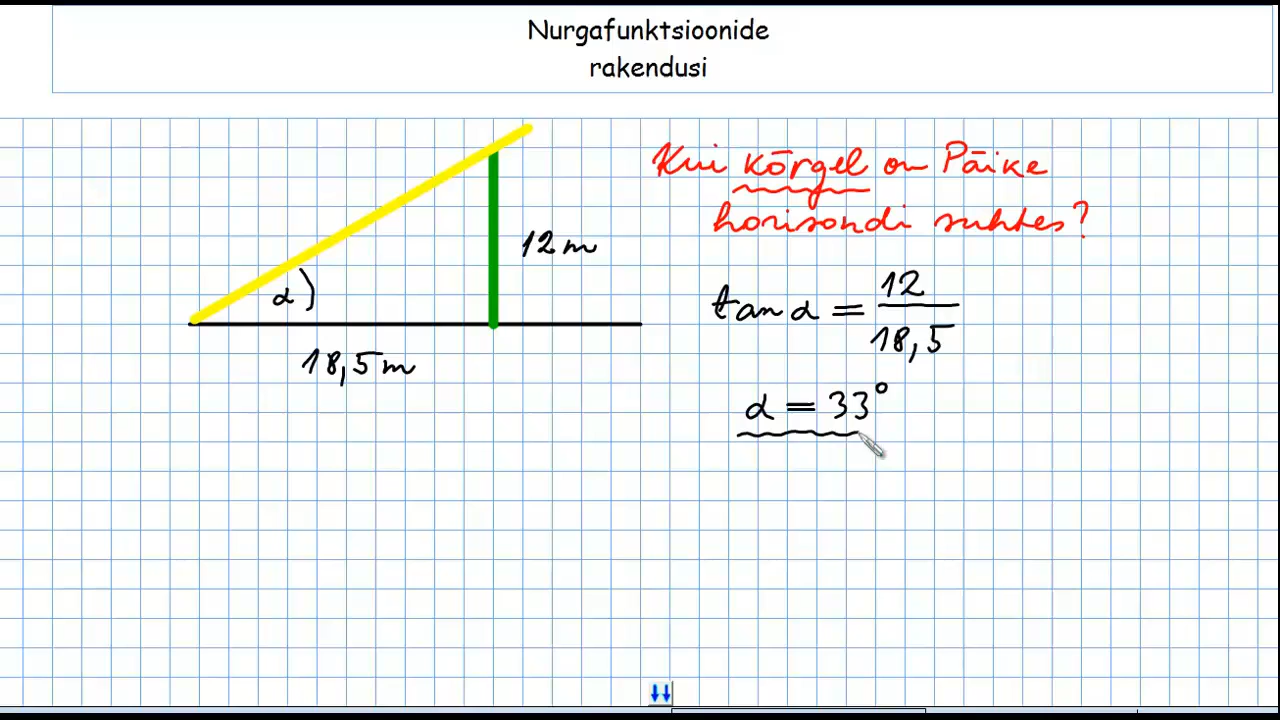 Nurgafunktsioonide
rakendusi
Kui kõrgel on Päike
horisondi suhtes?
12 m
α
18,5 m
tan α = 12/18,5
α = 33°